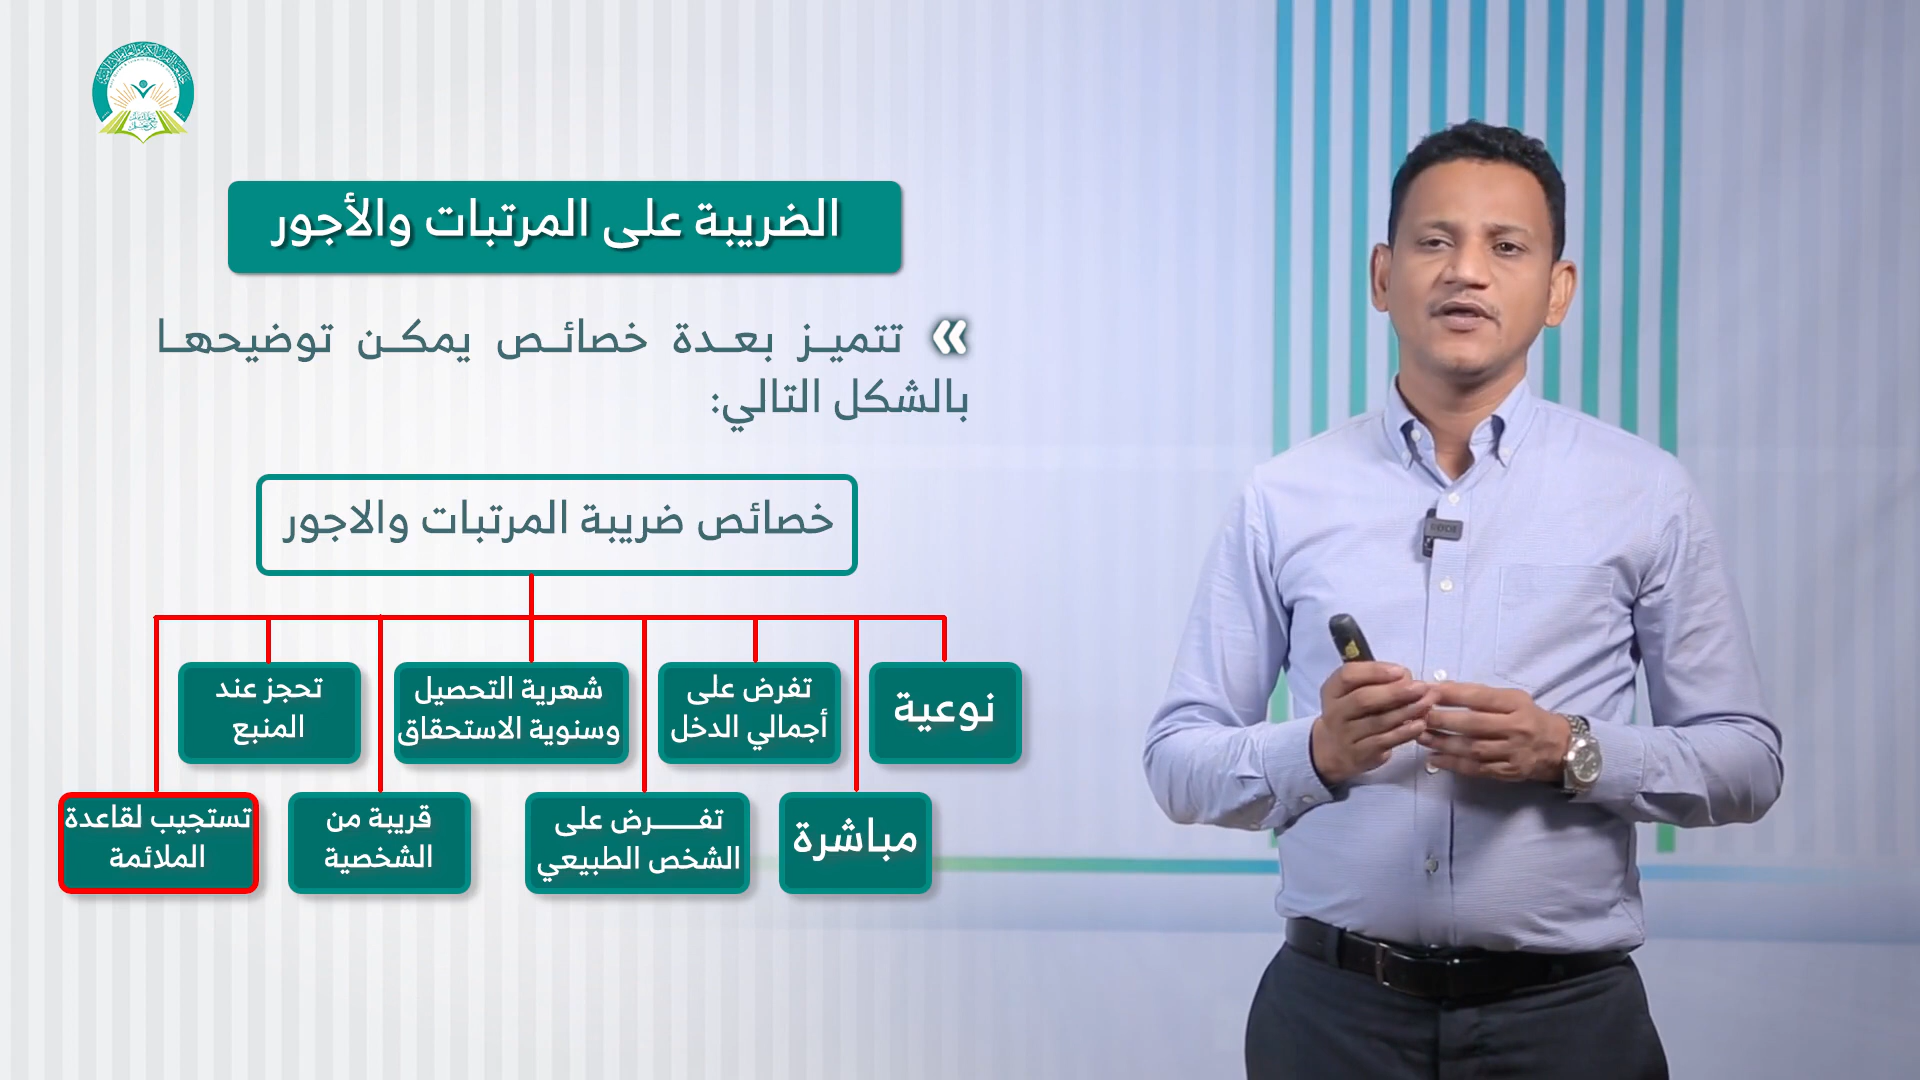 الضريبة على المرتبات والأجور
» تتميز بعدة خصائص يمكن توضيحها
بالشكل التالي:
خصائص ضريبة المرتبات والاجور
نوعية
تفرض على
أجمالي الدخل
شهرية التحصيل
وسنوية الاستحقاق
تحجز عند
المنبع
مباشرة
تفرض على
الشخص الطبيعي
قريبة من
الشخصية
تستجيب لقاعدة
الملائمة